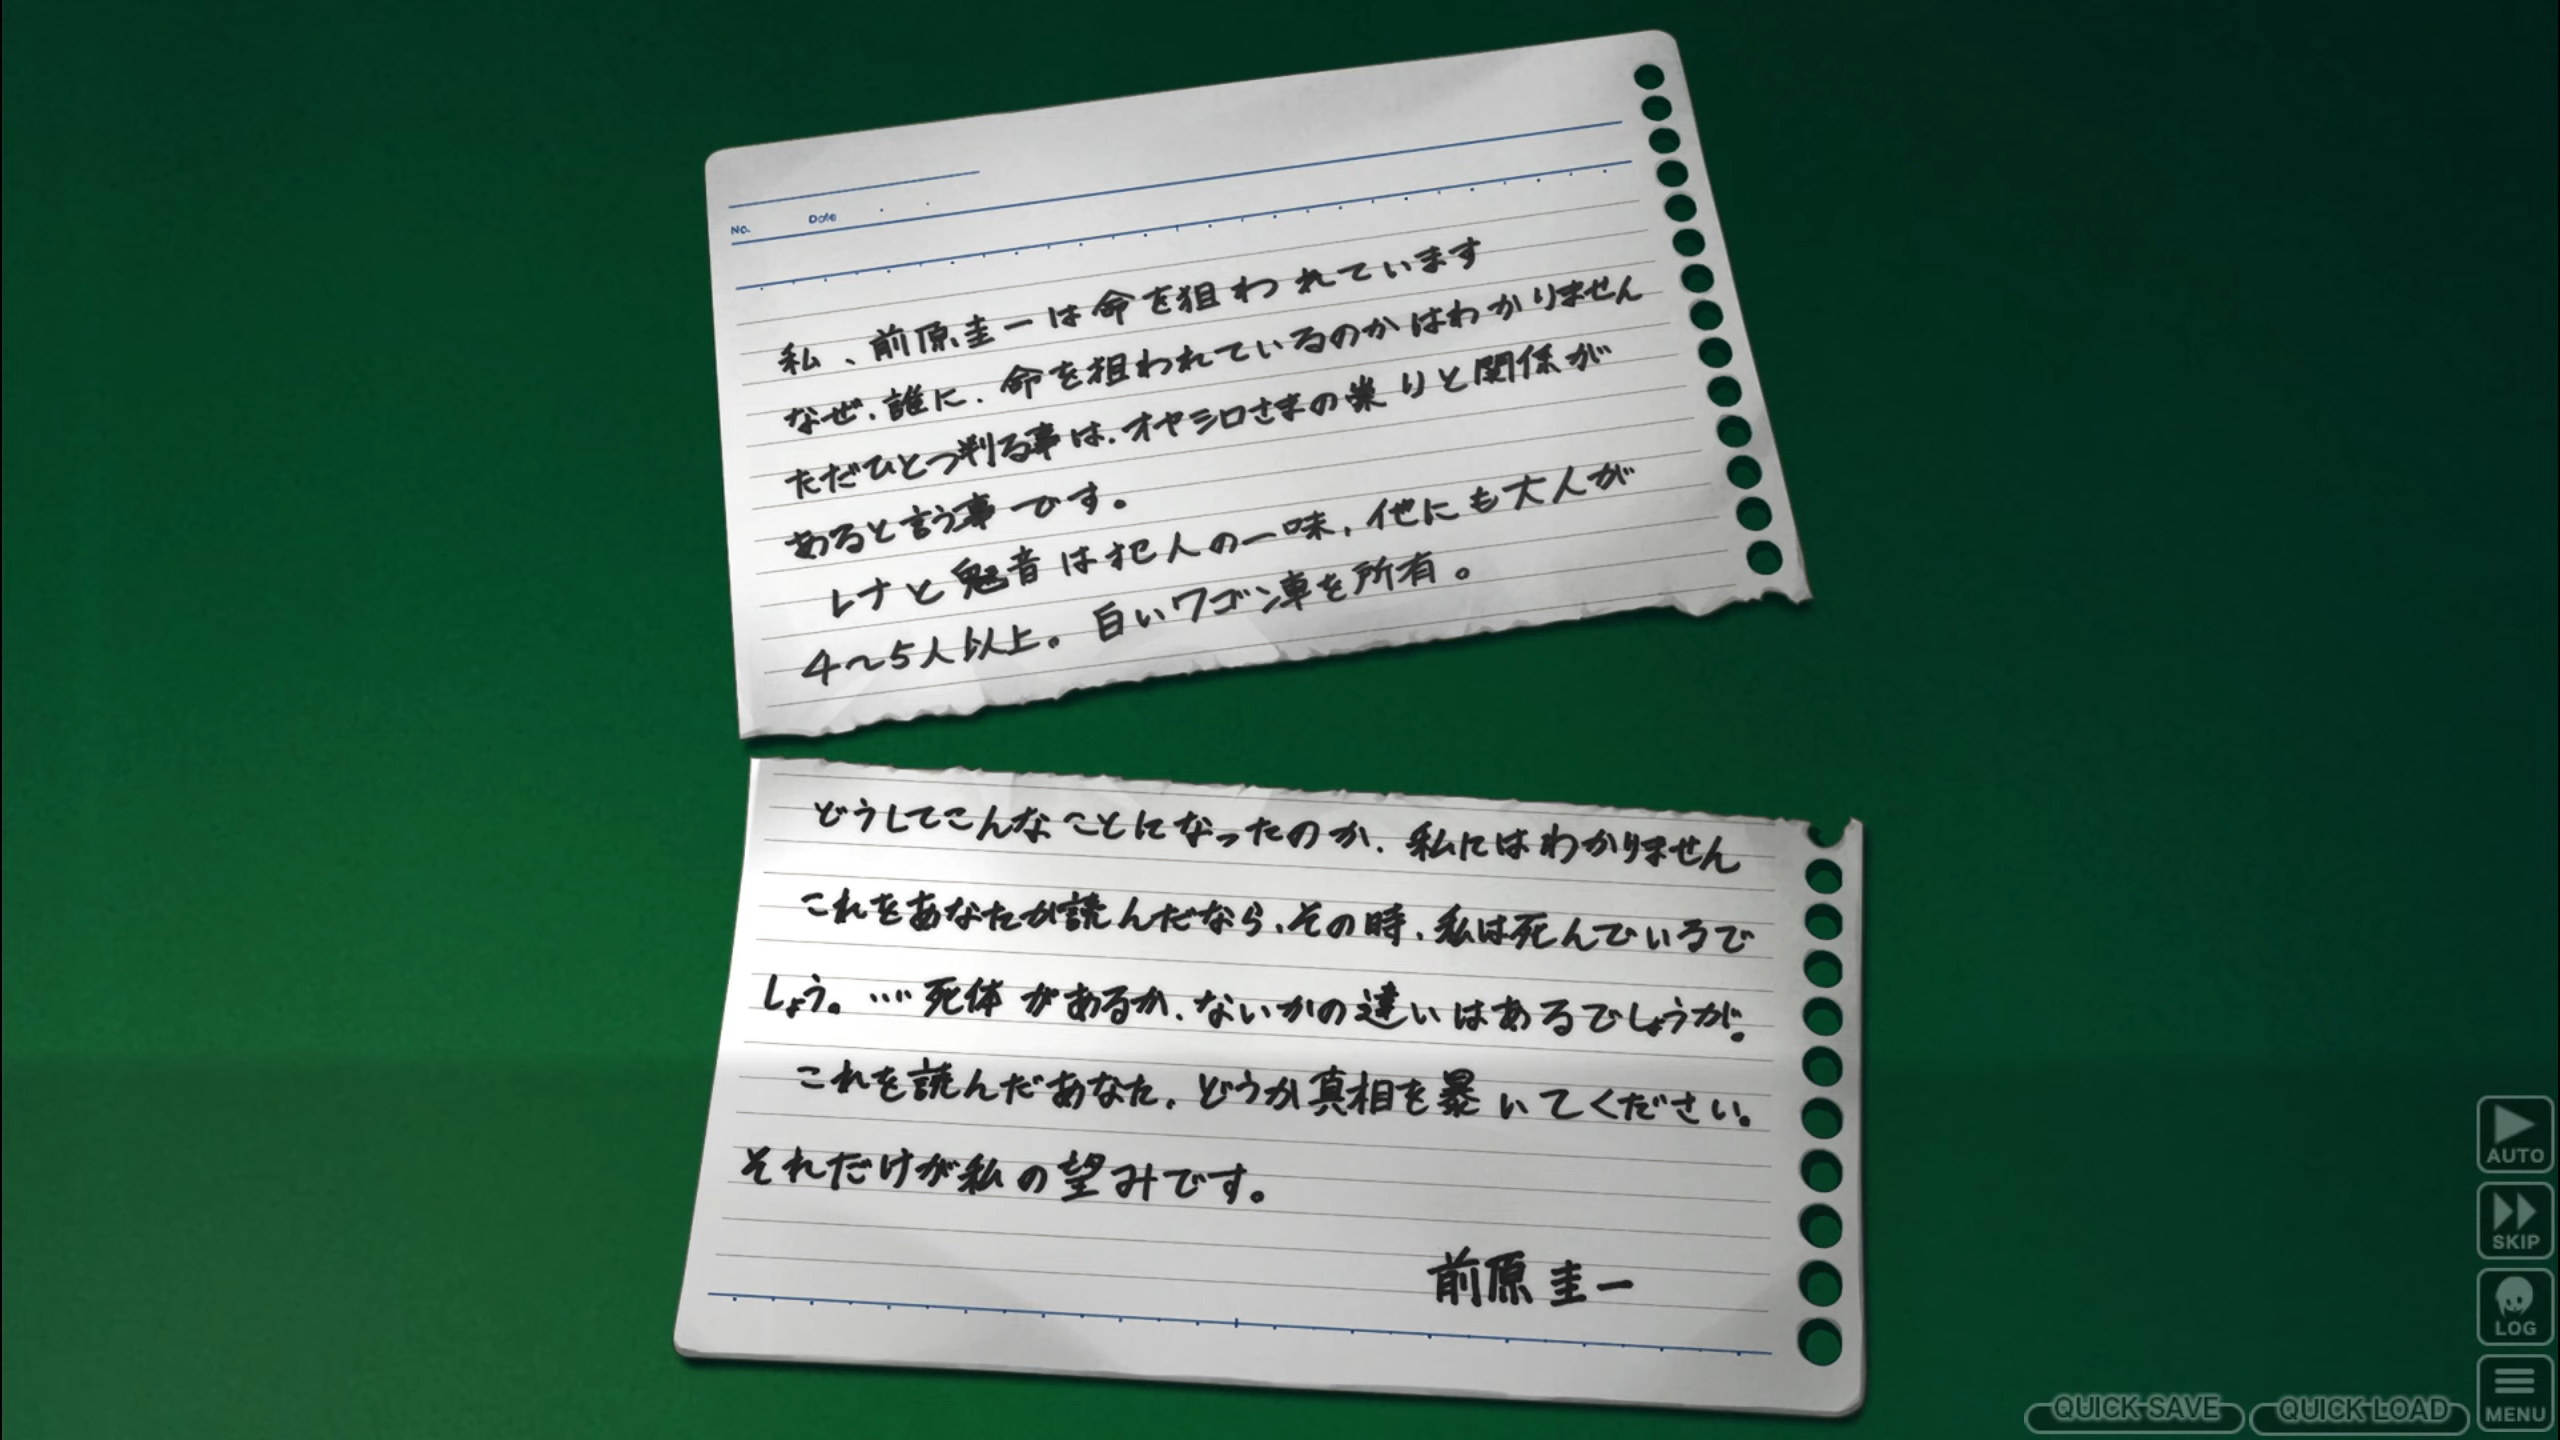 No.
Date
私、前原圭一は命を狙われています
なぜ、誰に、命を狙われているのかはわかりません
ただひとつ判る事は、オヤシロさまの祟りと関係が
あると言う事です。
レナと魅音は犯人の一味、他にも大人が
4〜5人以上。白いワゴン車を所有。
どうしてこんなことになったのか、私にはわかりません
これをあなたが読んだなら、その時、私は死んでいるで
しょう。…死体があるか、ないかの違いはあるでしょうが。
これを読んだあなた、どうか真相を暴いてください。
それだけが私の望みです。
前原圭一
AUTO
SKIP
LOG
MENU
QUICK SAVE
QUICK LOAD